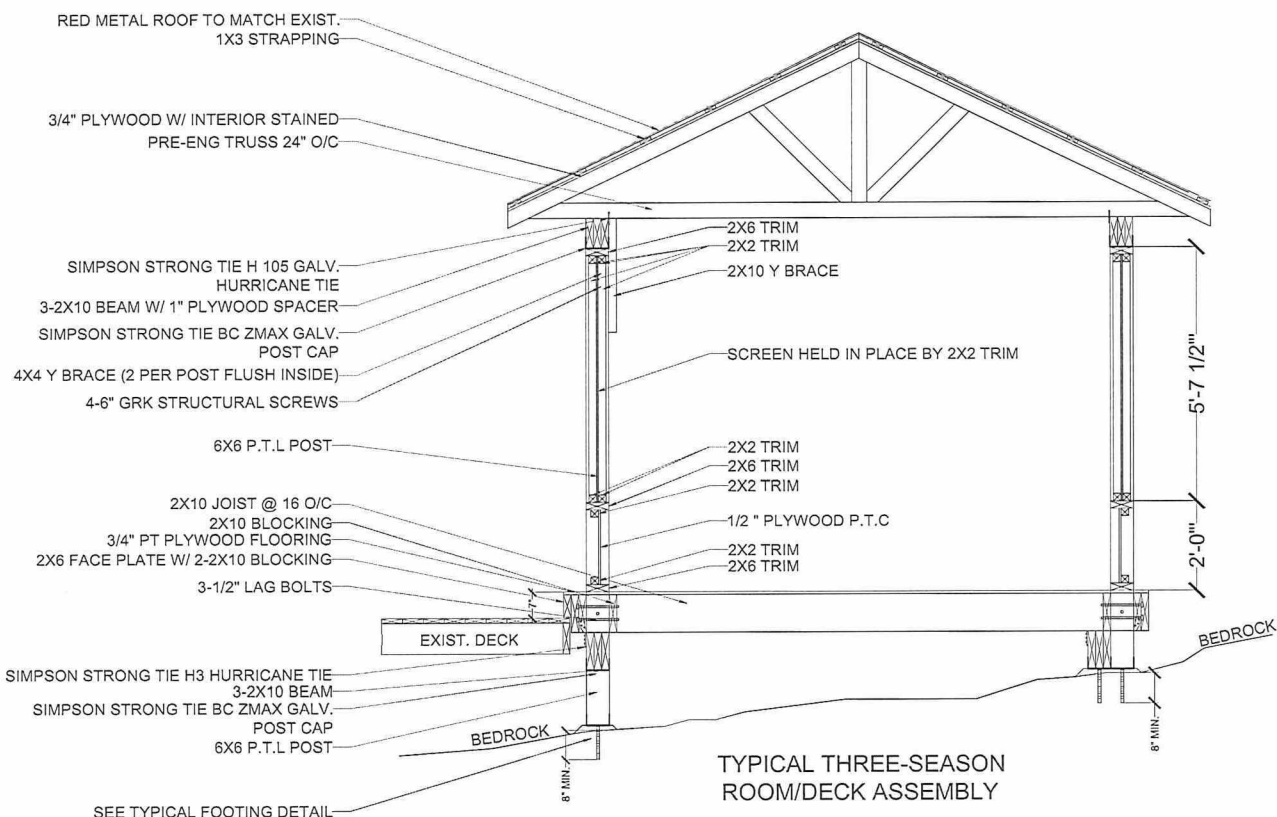 RED METAL ROOF TO MATCH EXIST.
1X3 STRAPPING
3/4" PLYWOOD W/ INTERIOR STAINED
PRE-ENG TRUSS 24" O/C
SIMPSON STRONG TIE H 105 GALV.
HURRICANE TIE
3-2X10 BEAM W/ 1" PLYWOOD SPACER
SIMPSON STRONG TIE BC ZMAX GALV.
POST CAP
4X4 Y BRACE (2 PER POST FLUSH INSIDE)
4-6" GRK STRUCTURAL SCREWS
6X6 P.T.L POST
2X10 JOIST @ 16 O/C
2X10 BLOCKING
3/4" PT PLYWOOD FLOORING
2X6 FACE PLATE W/ 2-2X10 BLOCKING
3-1/2" LAG BOLTS
7"
EXIST. DECK
SIMPSON STRONG TIE H3 HURRICANE TIE
3-2X10 BEAM
SIMPSON STRONG TIE BC ZMAX GALV.
POST CAP
6X6 P.T.L POST
BEDROCK
8" MIN.
SEE TYPICAL FOOTING DETAIL
2X6 TRIM
2X2 TRIM
2X10 Y BRACE
SCREEN HELD IN PLACE BY 2X2 TRIM
2X2 TRIM
2X6 TRIM
2X2 TRIM
1/2 " PLYWOOD P.T.C
2X2 TRIM
2X6 TRIM
5'-7 1/2'"
2'-0'"
BEDROCK
8" MIN.
TYPICAL THREE-SEASON
ROOM/DECK ASSEMBLY